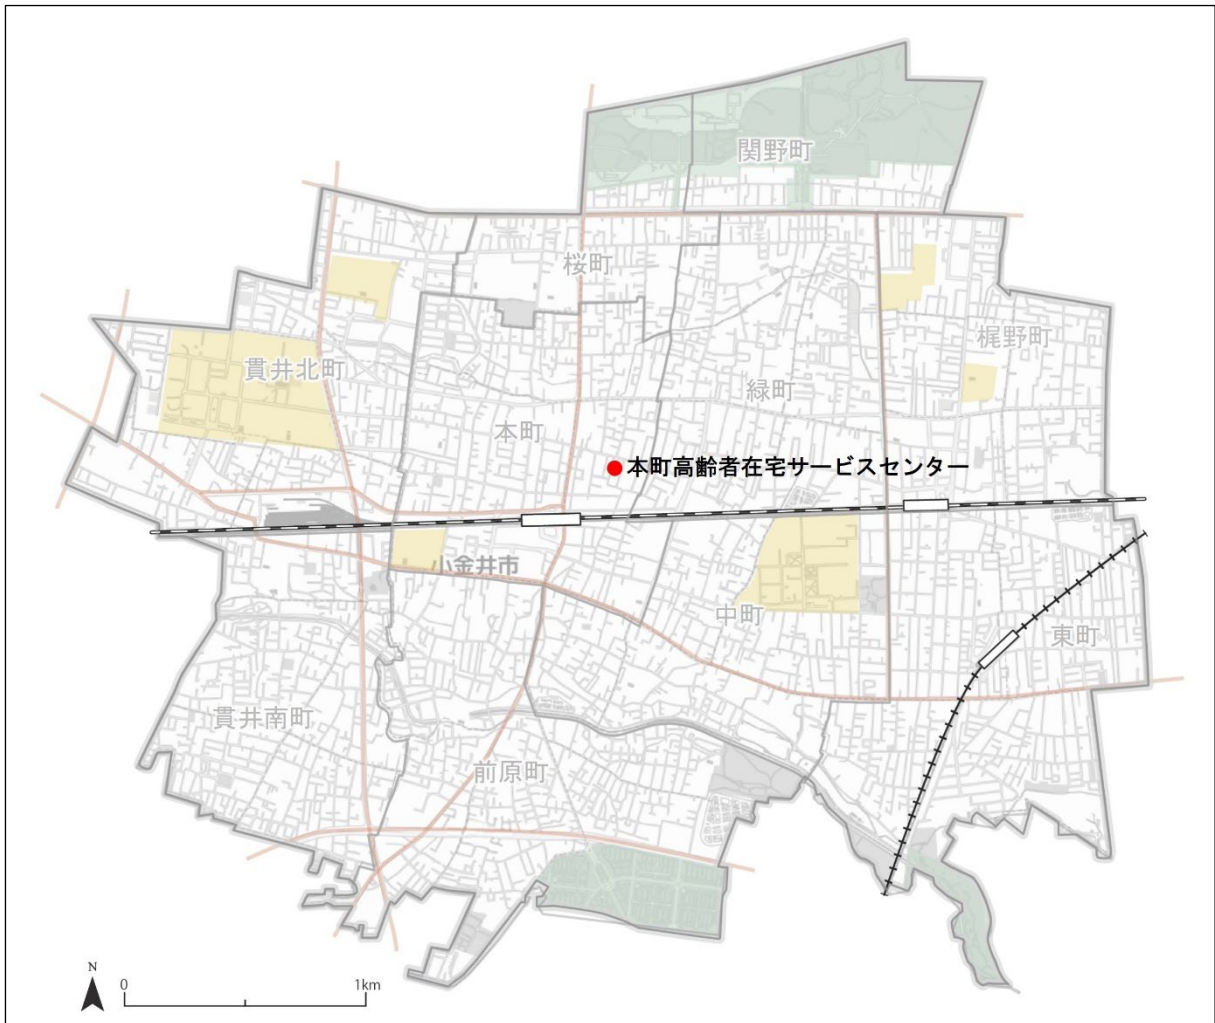 関野町
桜町
梶野町
貫井北町
緑町
本町
本町高齢者在宅サービスセンター
小金井市
中町
東町
貫井南町
前原町
N
0
1km